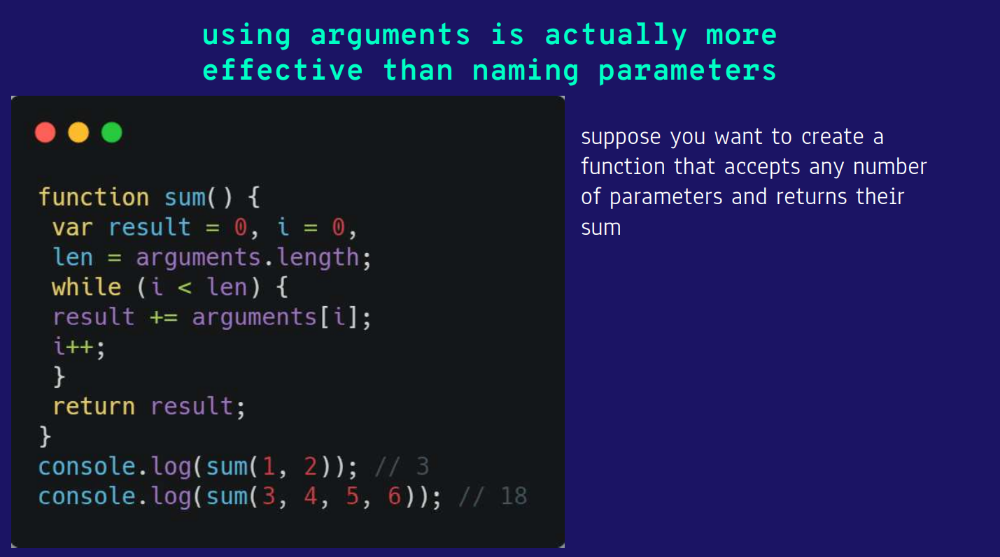 using arguments is actually more
effective than naming parameters
function sum() {
var result = 0, i = 0,
len = arguments.length;
while (i < len) {
result += arguments[i];
i++;
}
return result;
}
console.log(sum(1, 2)); // 3
console.log(sum(3, 4, 5, 6)); // 18
suppose you want to create a
function that accepts any number
of parameters and returns their
sum